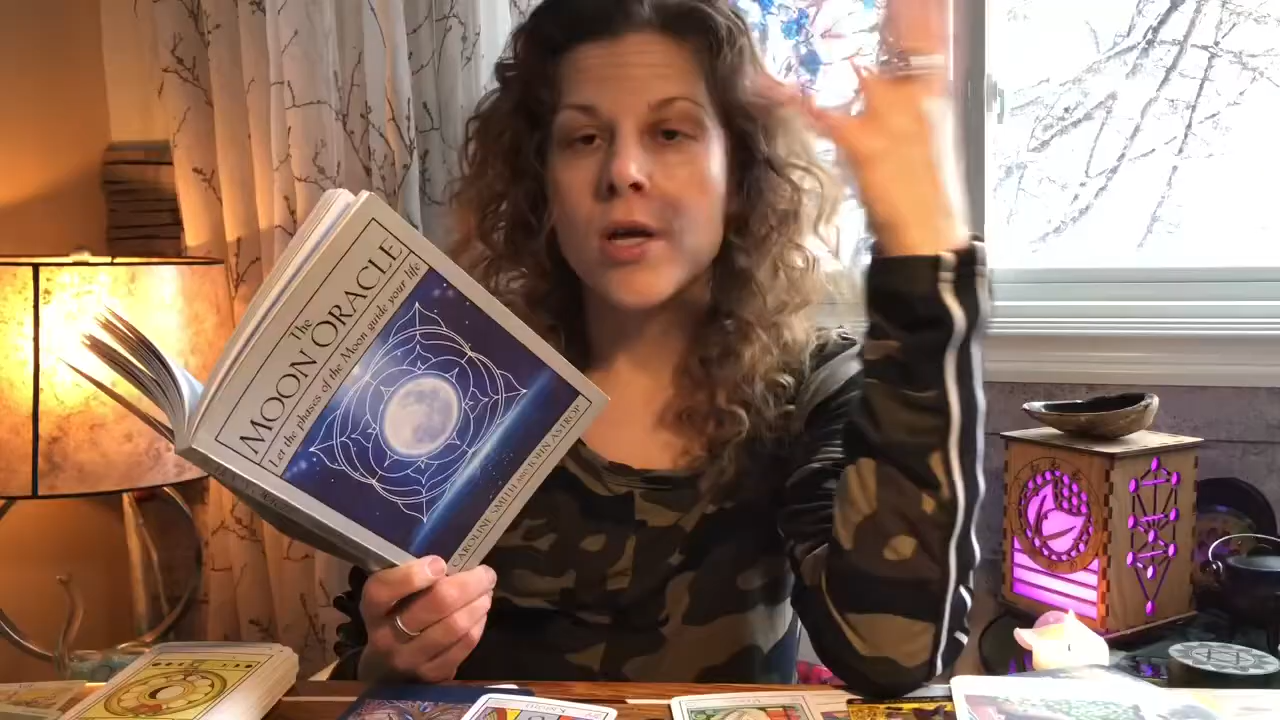 The
MOON ORACLE
Let the phases of the Moon guide your life
CAROLINE SMITH AND JOHN ASTROP